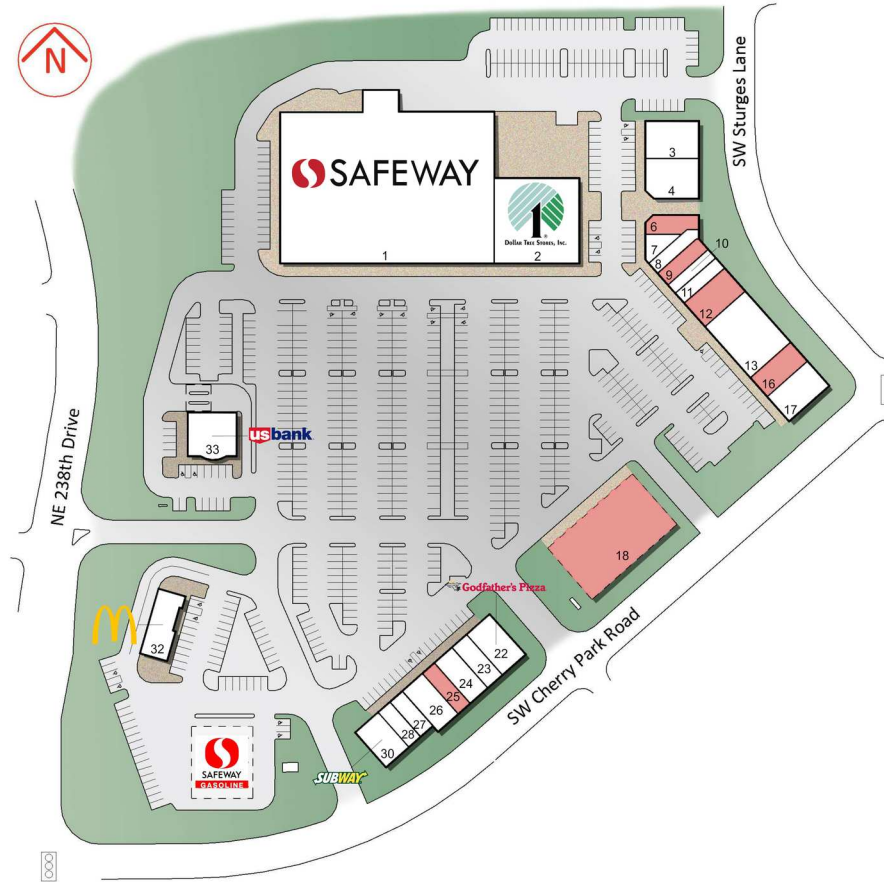 N
SW Sturges Lane
SAFEWAY
1
1
DOLLAR TREE STORES, INC.
2
3
4
6
7
8
9
10
11
12
13
16
17
NE 238th Drive
33
usbank
18
Godfather's Pizza
22
23
24
25
26
27
28
30
SUBWAY
M
32
SAFEWAY
GASOLINE
SW Cherry Park Road